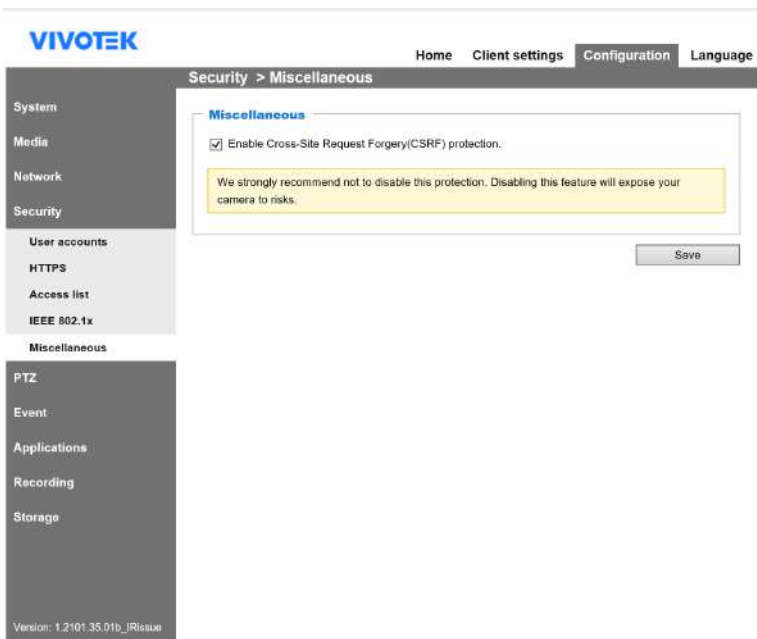 VIVOTEK
Home Client settings Configuration Language
Security > Miscellaneous
System
Media
Network
Security
User accounts
HTTPS
Access list
IEEE 802.1x
Miscellaneous
PTZ
Event
Applications
Recording
Storage
Version: 1.2101.35.01b_IRissue
Miscellaneous
Enable Cross-Site Request Forgery(CSRF) protection.
We strongly recommend not to disable this protection. Disabling this feature will expose your
camera to risks.
Save